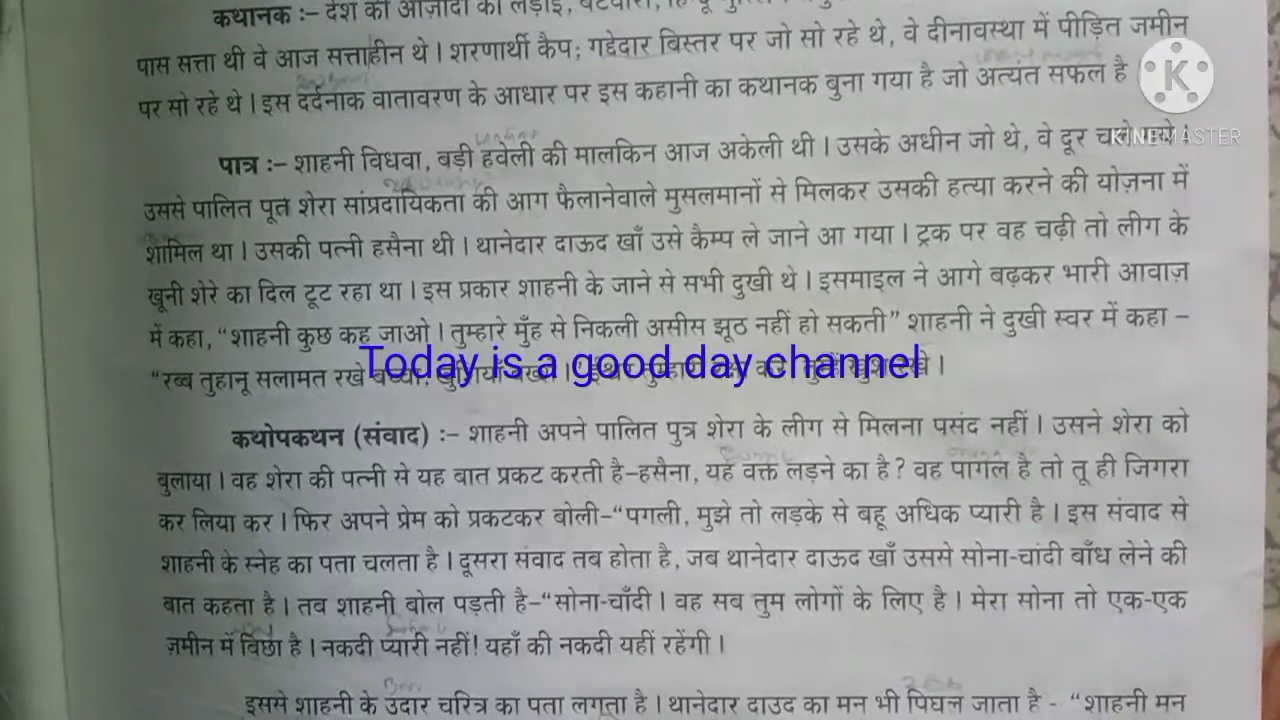 कथानक :– देश की आज़ादी की लड़ाई, बँटवारा,
पास सत्ता थी वे आज सत्ताहीन थे । शरणार्थी कैप; गद्देदार बिस्तर पर जो सो रहे थे, वे दीनावस्था में पीड़ित जमीन
पर सो रहे थे । इस दर्दनाक वातावरण के आधार पर इस कहानी का कथानक बुना गया है जो अत्यंत सफल है
KINEMASTER
पात्र :– शाहनी विधवा, बड़ी हवेली की मालकिन आज अकेली थी । उसके अधीन जो थे, वे दूर चले गये ।
उससे पालित पूत शेरा सांप्रदायिकता की आग फैलानेवाले मुसलमानों से मिलकर उसकी हत्या करने की योज़ना में
शामिल था । उसकी पत्नी हसैना थी । थानेदार दाऊद खाँ उसे कैम्प ले जाने आ गया । ट्रक पर वह चढ़ी तो लीग के
खूनी शेरे का दिल टूट रहा था । इस प्रकार शाहनी के जाने से सभी दुखी थे । इसमाइल ने आगे बढ़कर भारी आवाज़
में कहा, “शाहनी कुछ कह जाओ । तुम्हारे मुँह से निकली असीस झूठ नहीं हो सकती” शाहनी ने दुखी स्वर में कहा –
“रब्ब तुहानू सलामत रखे
Today is a good day channel
कथोपकथन (संवाद) :– शाहनी अपने पालित पुत्र शेरा के लीग से मिलना पसंद नहीं । उसने शेरा को
बुलाया । वह शेरा की पत्नी से यह बात प्रकट करती है–हसैना, यह वक्त लड़ने का है ? वह पागल है तो तू ही जिगरा
कर लिया कर । फिर अपने प्रेम को प्रकटकर बोली–“पगली, मुझे तो लड़के से बहू अधिक प्यारी है । इस संवाद से
शाहनी के स्नेह का पता चलता है । दूसरा संवाद तब होता है, जब थानेदार दाऊद खाँ उससे सोना-चांदी बाँध लेने की
बात कहता है । तब शाहनी बोल पड़ती है–“सोना-चाँदी । वह सब तुम लोगों के लिए है । मेरा सोना तो एक-एक
ज़मीन में बिछा है । नकदी प्यारी नहीं! यहाँ की नकदी यहीं रहेंगी ।
इससे शाहनी के उदार चरित्र का पता लगता है । थानेदार दाउद का मन भी पिघल जाता है - “शाहनी मन